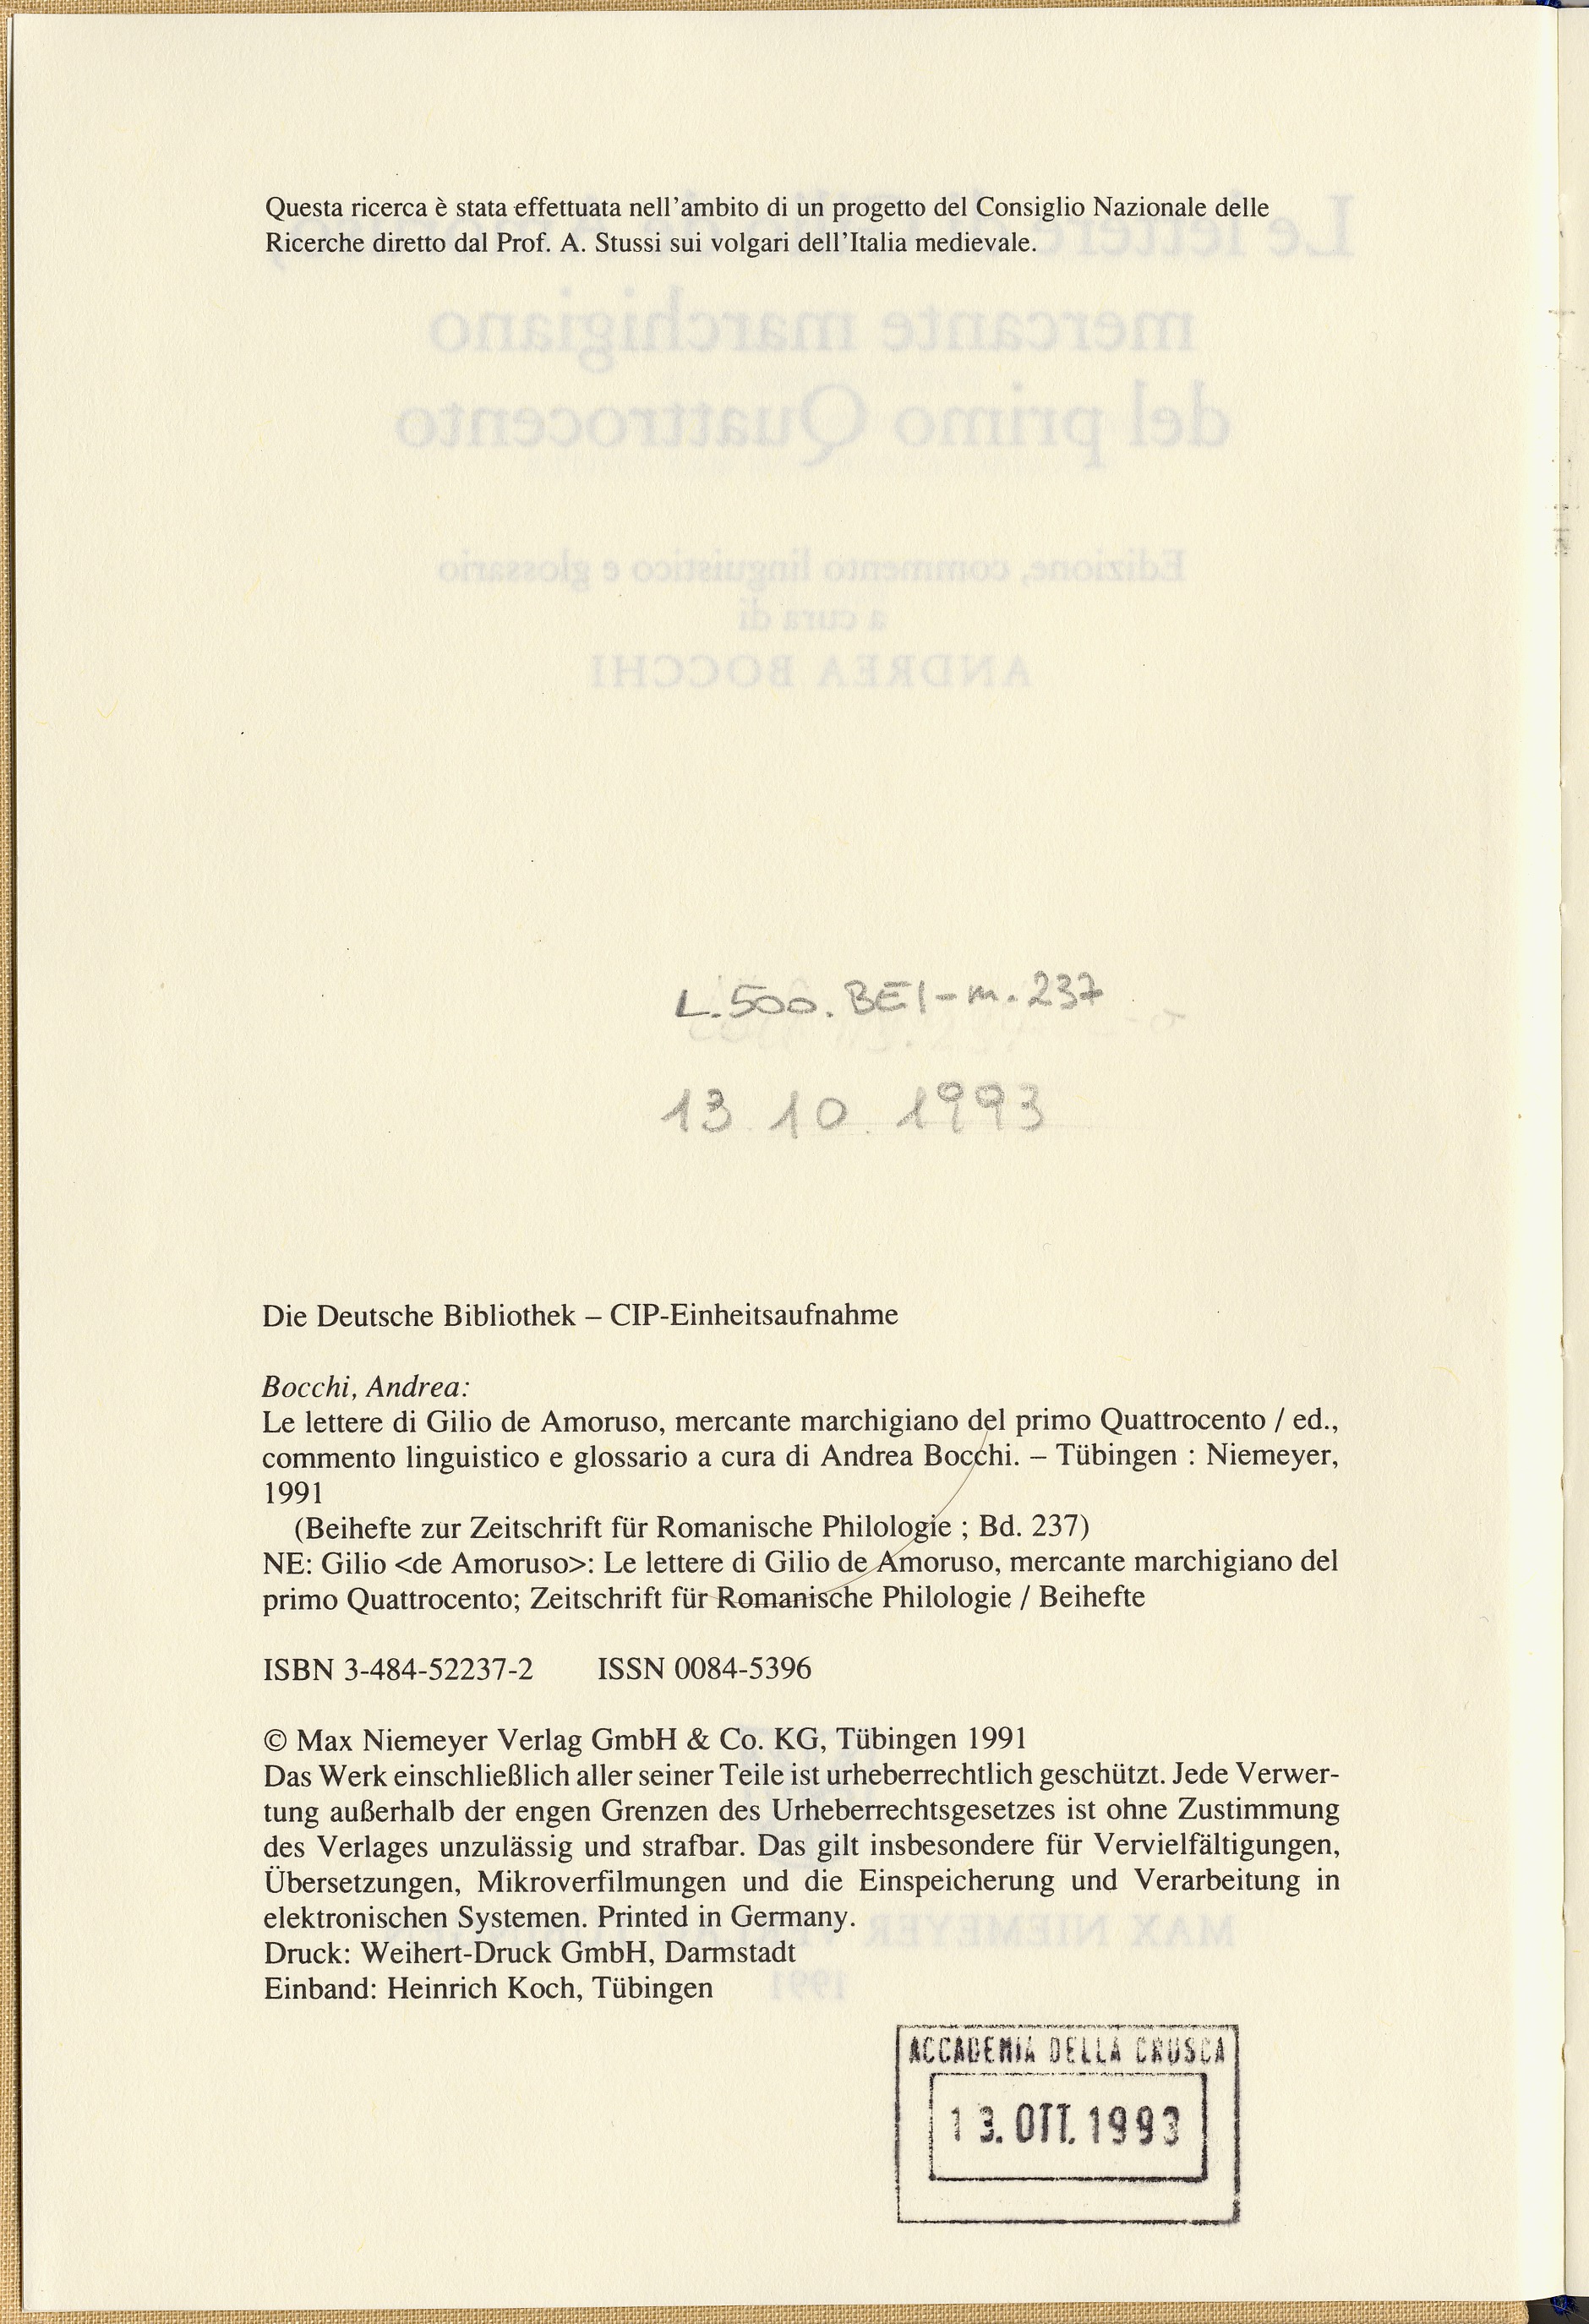 Questa ricerca è stata effettuata nell'ambito di un progetto del Consiglio Nazionale delle
Ricerche diretto dal Prof. A. Stussi sui volgari dell'Italia medievale.
L.500.BEI-m.237
13.10.1993
Die Deutsche Bibliothek – CIP-Einheitsaufnahme
Bocchi, Andrea:
Le lettere di Gilio de Amoruso, mercante marchigiano del primo Quattrocento / ed.,
commento linguistico e glossario a cura di Andrea Bocchi. – Tübingen : Niemeyer,
1991
(Beihefte zur Zeitschrift für Romanische Philologie ; Bd. 237)
NE: Gilio <de Amoruso>: Le lettere di Gilio de Amoruso, mercante marchigiano del
primo Quattrocento; Zeitschrift für Romanische Philologie / Beihefte
ISBN 3-484-52237-2 ISSN 0084-5396
© Max Niemeyer Verlag GmbH & Co. KG, Tübingen 1991
Das Werk einschließlich aller seiner Teile ist urheberrechtlich geschützt. Jede Verwer-
tung außerhalb der engen Grenzen des Urheberrechtsgesetzes ist ohne Zustimmung
des Verlages unzulässig und strafbar. Das gilt insbesondere für Vervielfältigungen,
Übersetzungen, Mikroverfilmungen und die Einspeicherung und Verarbeitung in
elektronischen Systemen. Printed in Germany.
Druck: Weihert-Druck GmbH, Darmstadt
Einband: Heinrich Koch, Tübingen
ACCADEMIA DELLA CRUSCA
13. OTT. 1993